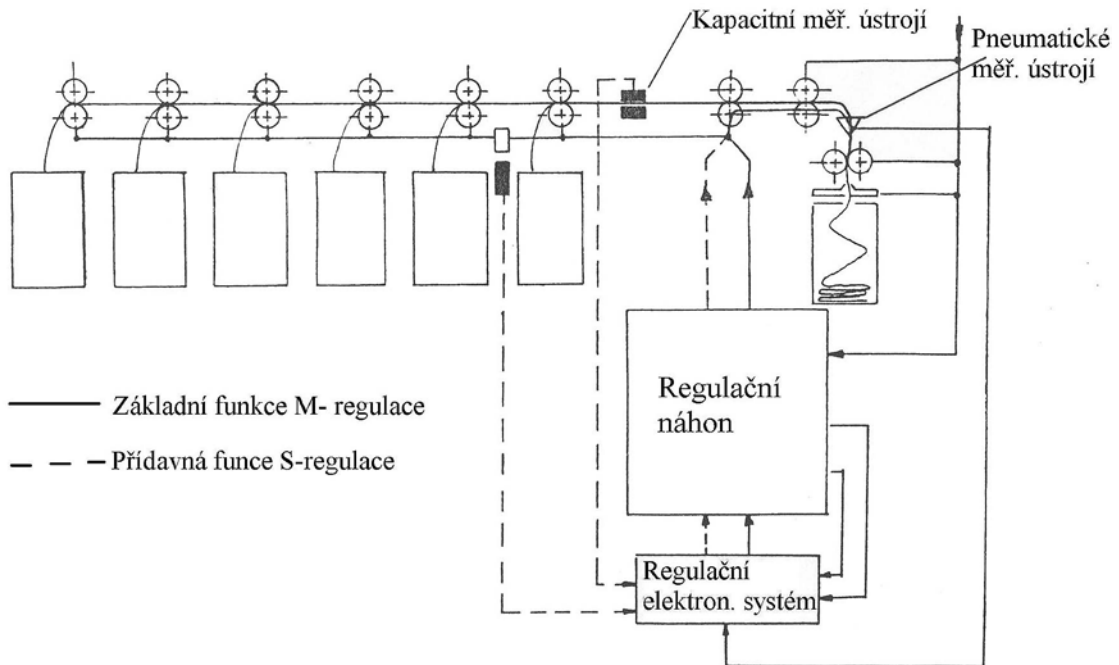 Kapacitní měř. ústrojí
Pneumatické
měř. ústrojí
Regulační
náhon
Základní funkce M- regulace
Přídavná funce S-regulace
Regulační
elektron. systém